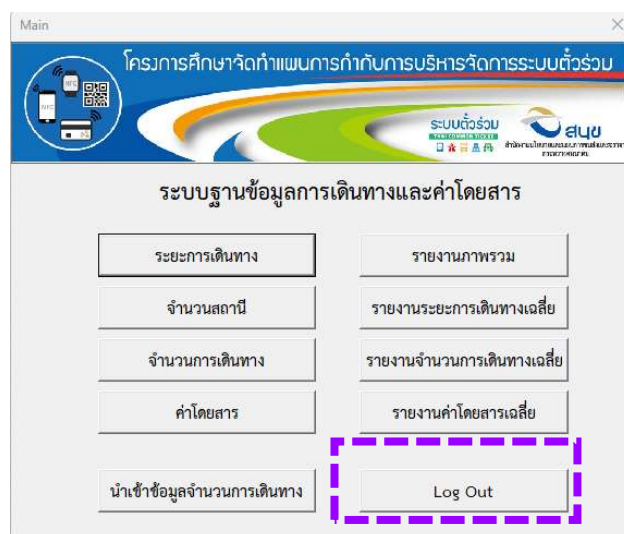 Main
โครงการศึกษาจัดทำแผนการกำกับการบริหารจัดการระบบตั๋วร่วม
NFC
NFC
ระบบตั๋วร่วม
สนข
ระบบฐานข้อมูลการเดินทางและค่าโดยสาร
ระยะการเดินทาง
รายงานภาพรวม
จำนวนสถานี
รายงานระยะการเดินทางเฉลี่ย
จำนวนการเดินทาง
รายงานจำนวนการเดินทางเฉลี่ย
ค่าโดยสาร
รายงานค่าโดยสารเฉลี่ย
นำเข้าข้อมูลจำนวนการเดินทาง
Log Out